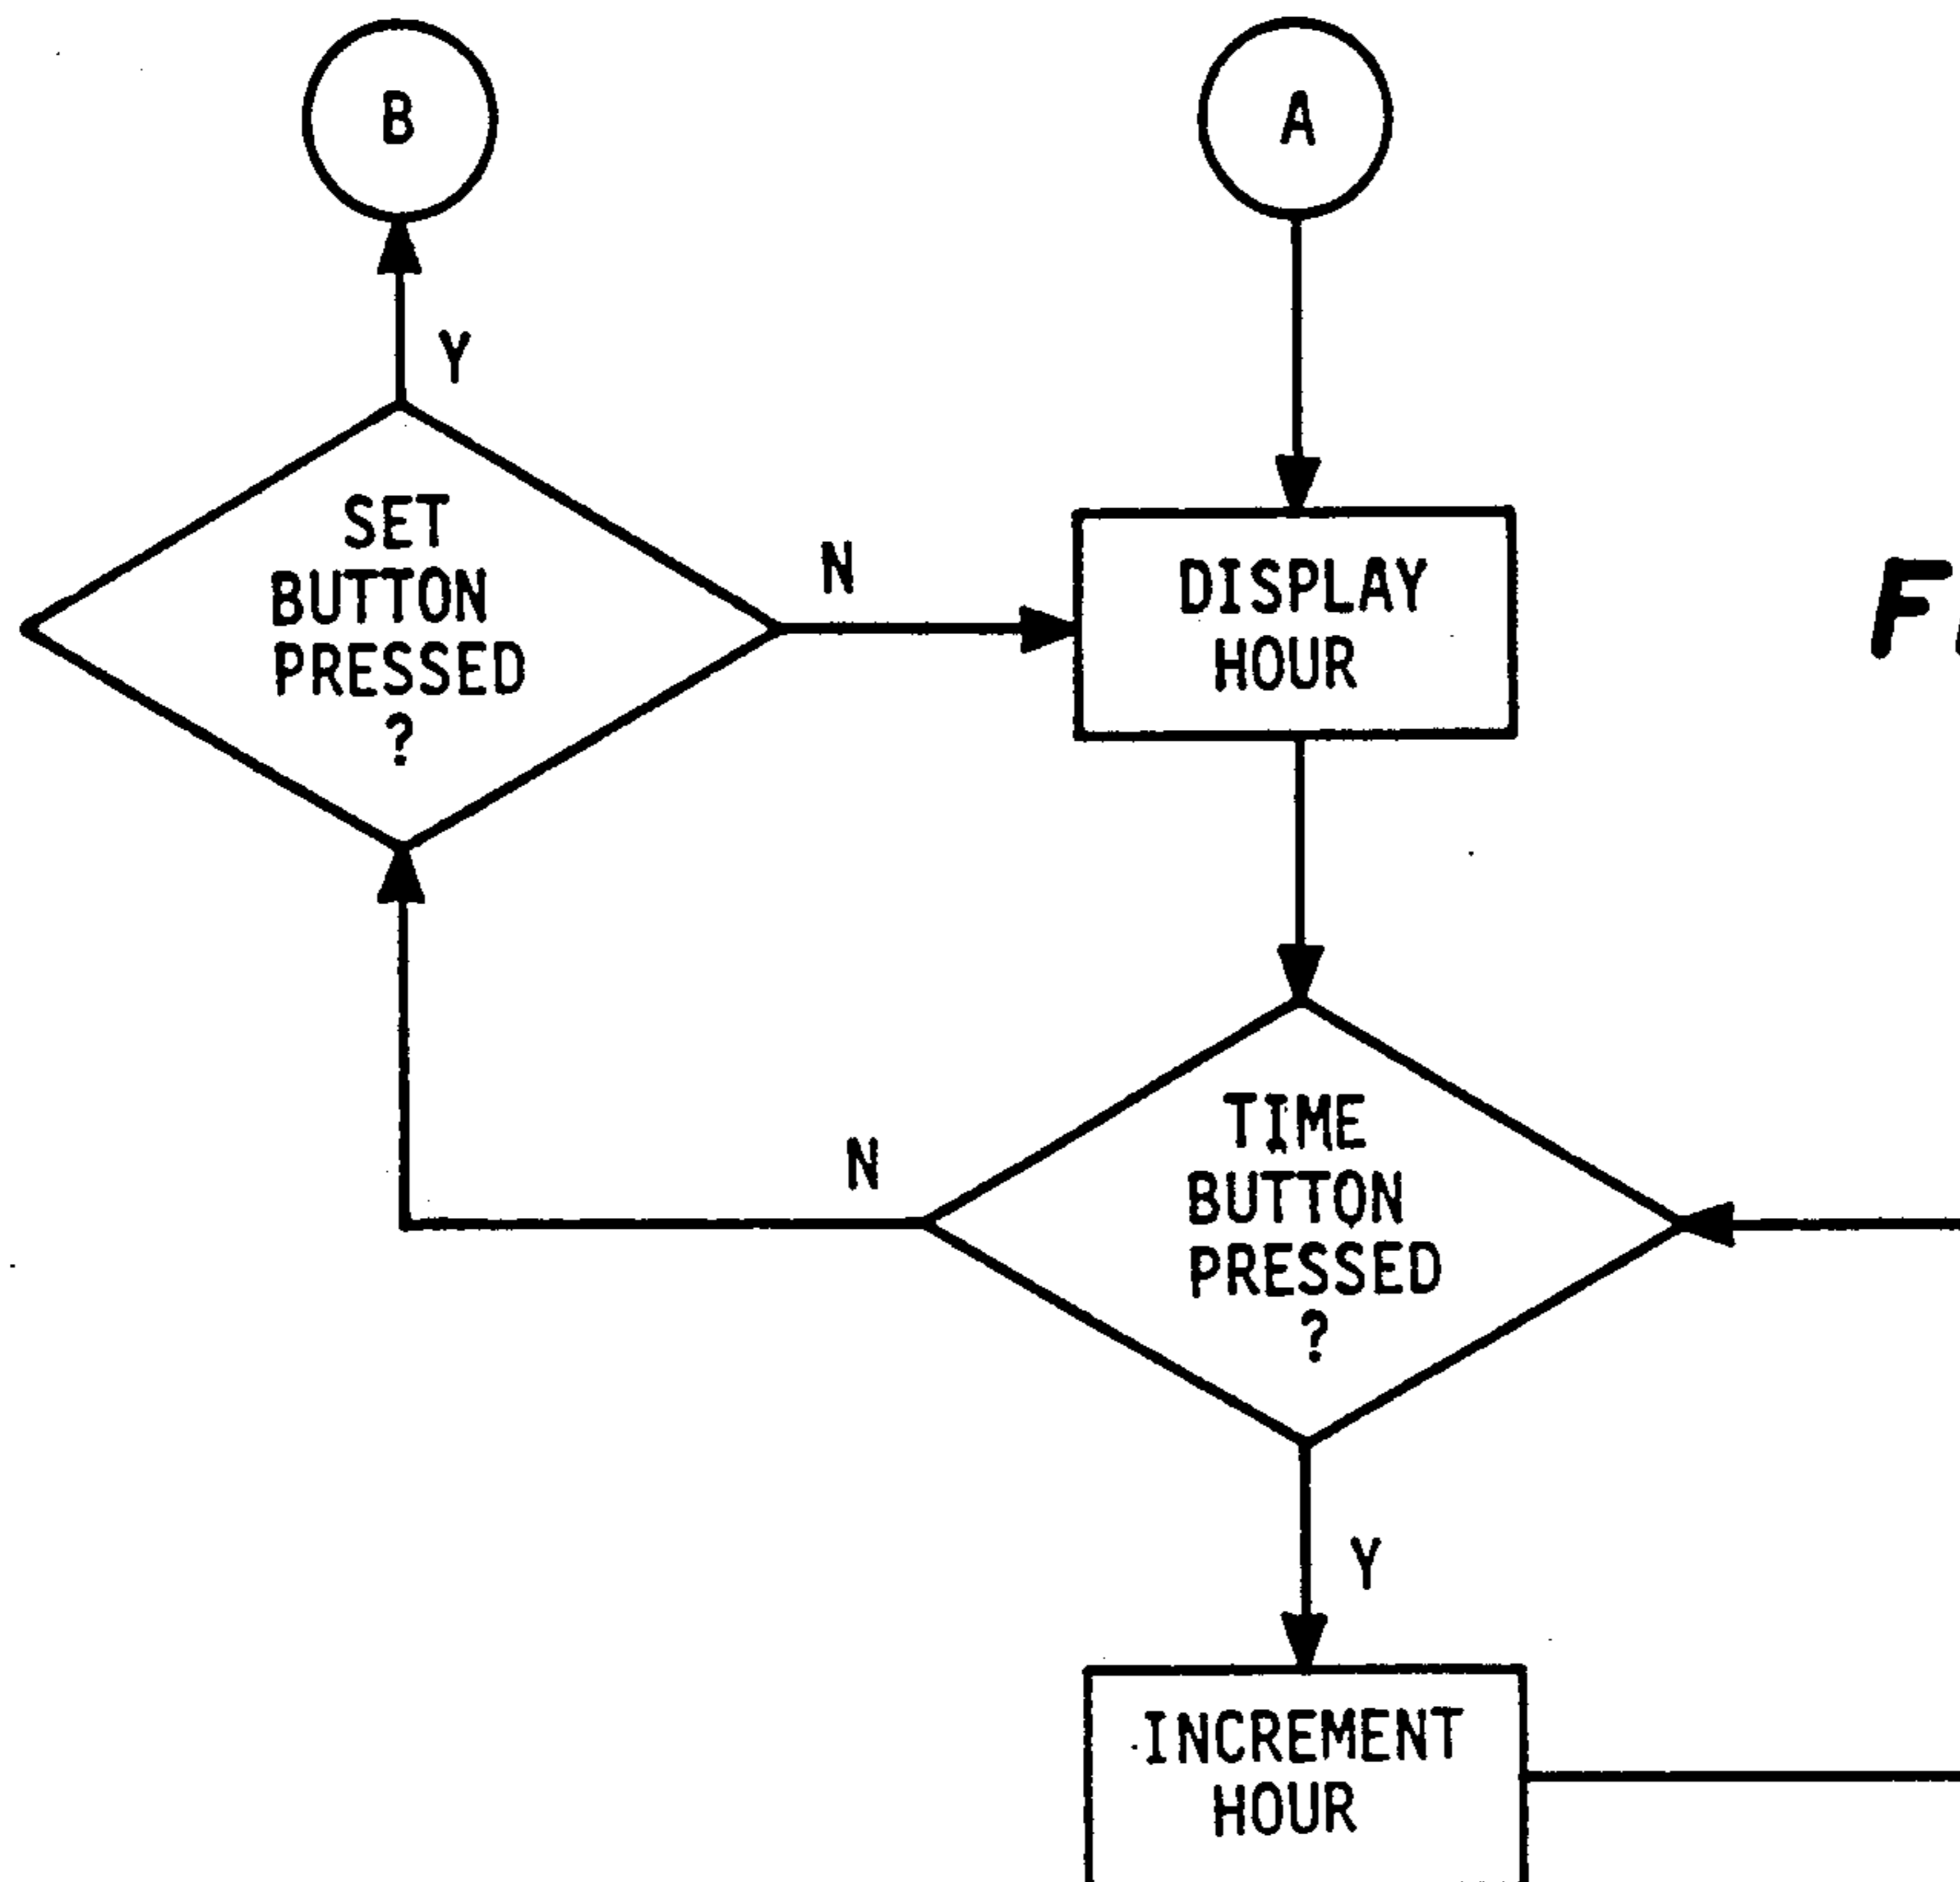 B
A
Y
SET
BUTTON
PRESSED
?
N
DISPLAY
HOUR
F
N
TIME
BUTTON
PRESSED
?
Y
INCREMENT
HOUR